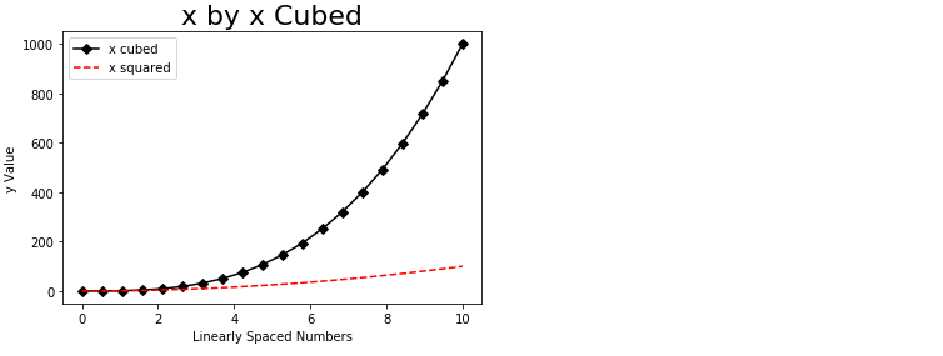 x by x Cubed
x cubed
x squared
1000
800
600
400
200
0
y Value
0 2 4 6 8 10
Linearly Spaced Numbers